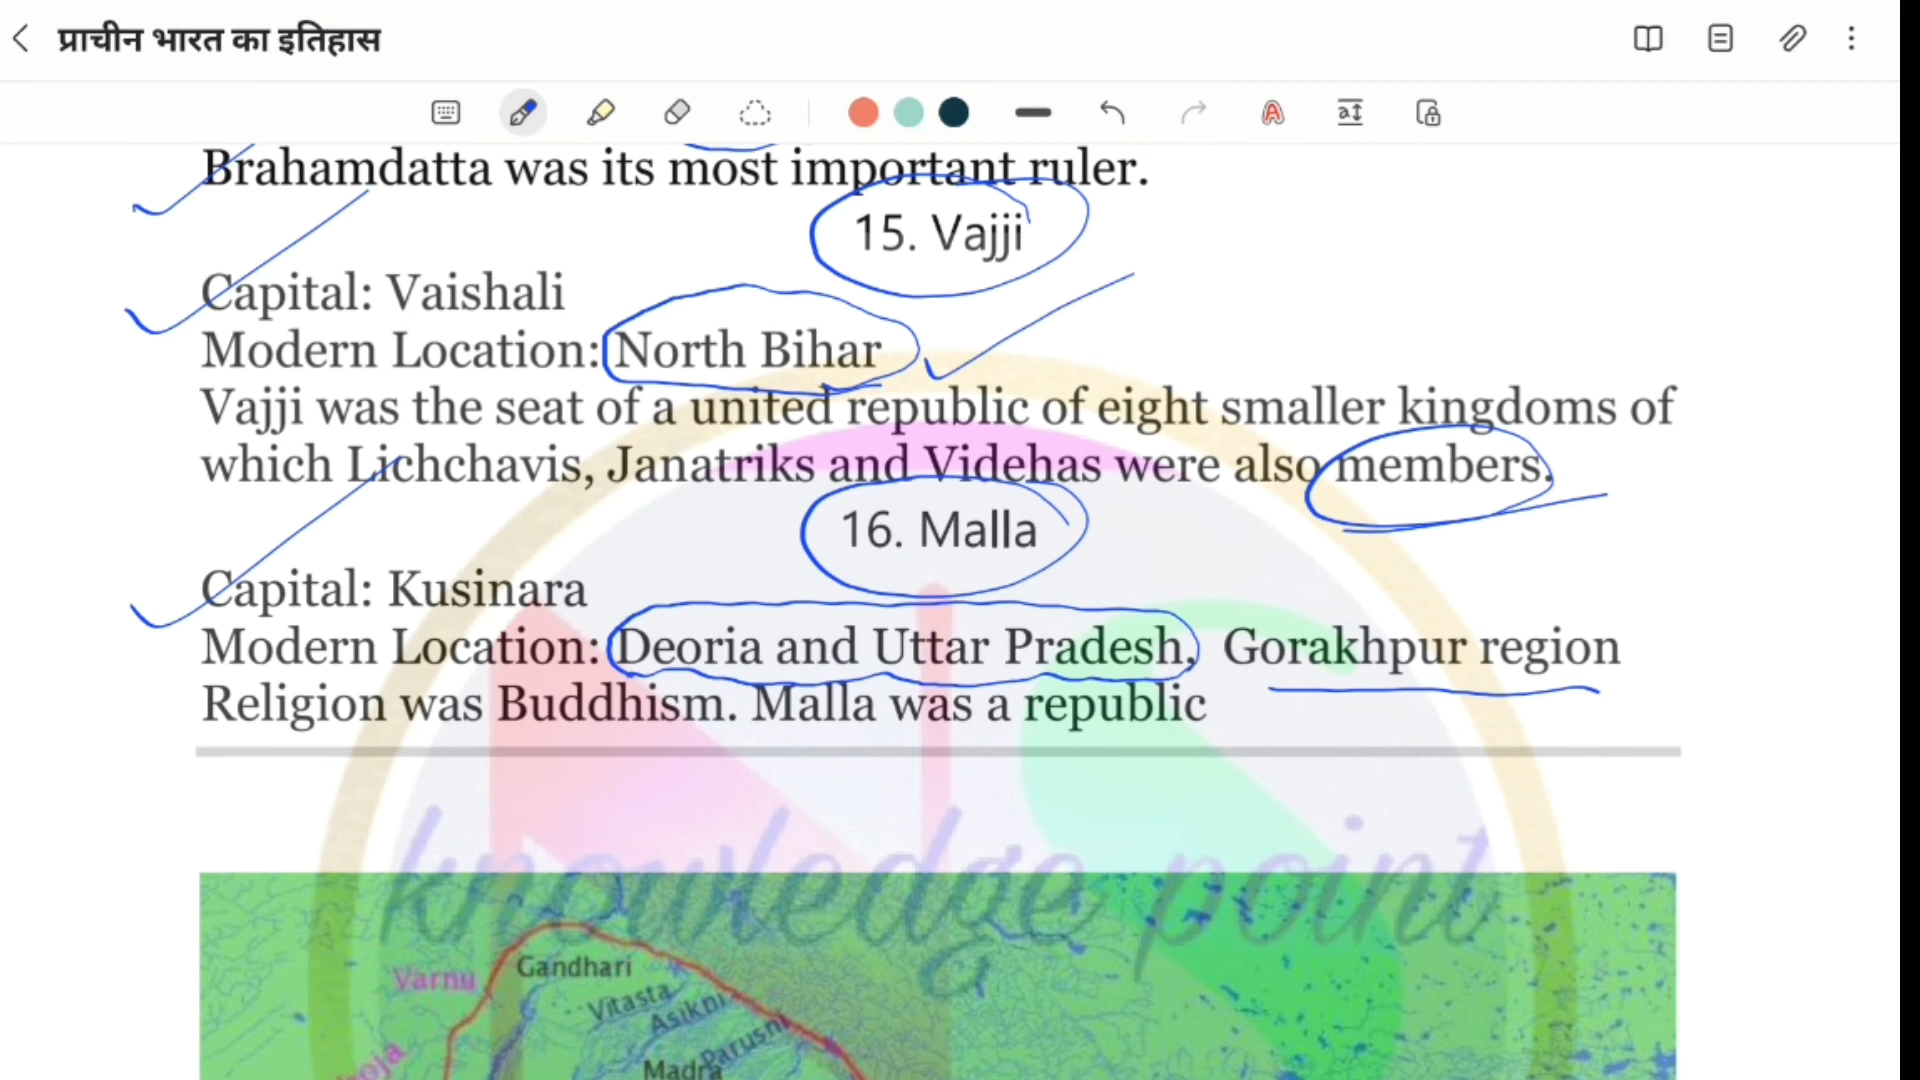 प्राचीन भारत का इतिहास
Brahamdatta was its most important ruler.
15. Vajji
Capital: Vaishali
Modern Location: North Bihar
Vajji was the seat of a united republic of eight smaller kingdoms of
which Lichchavis, Janatriks and Videhas were also members.
16. Malla
Capital: Kusinara
Modern Location: Deoria and Uttar Pradesh, Gorakhpur region
Religion was Buddhism. Malla was a republic
knowledge point
Gandhari
Varnu
Vitasta
Asikni
Parusni
Madra